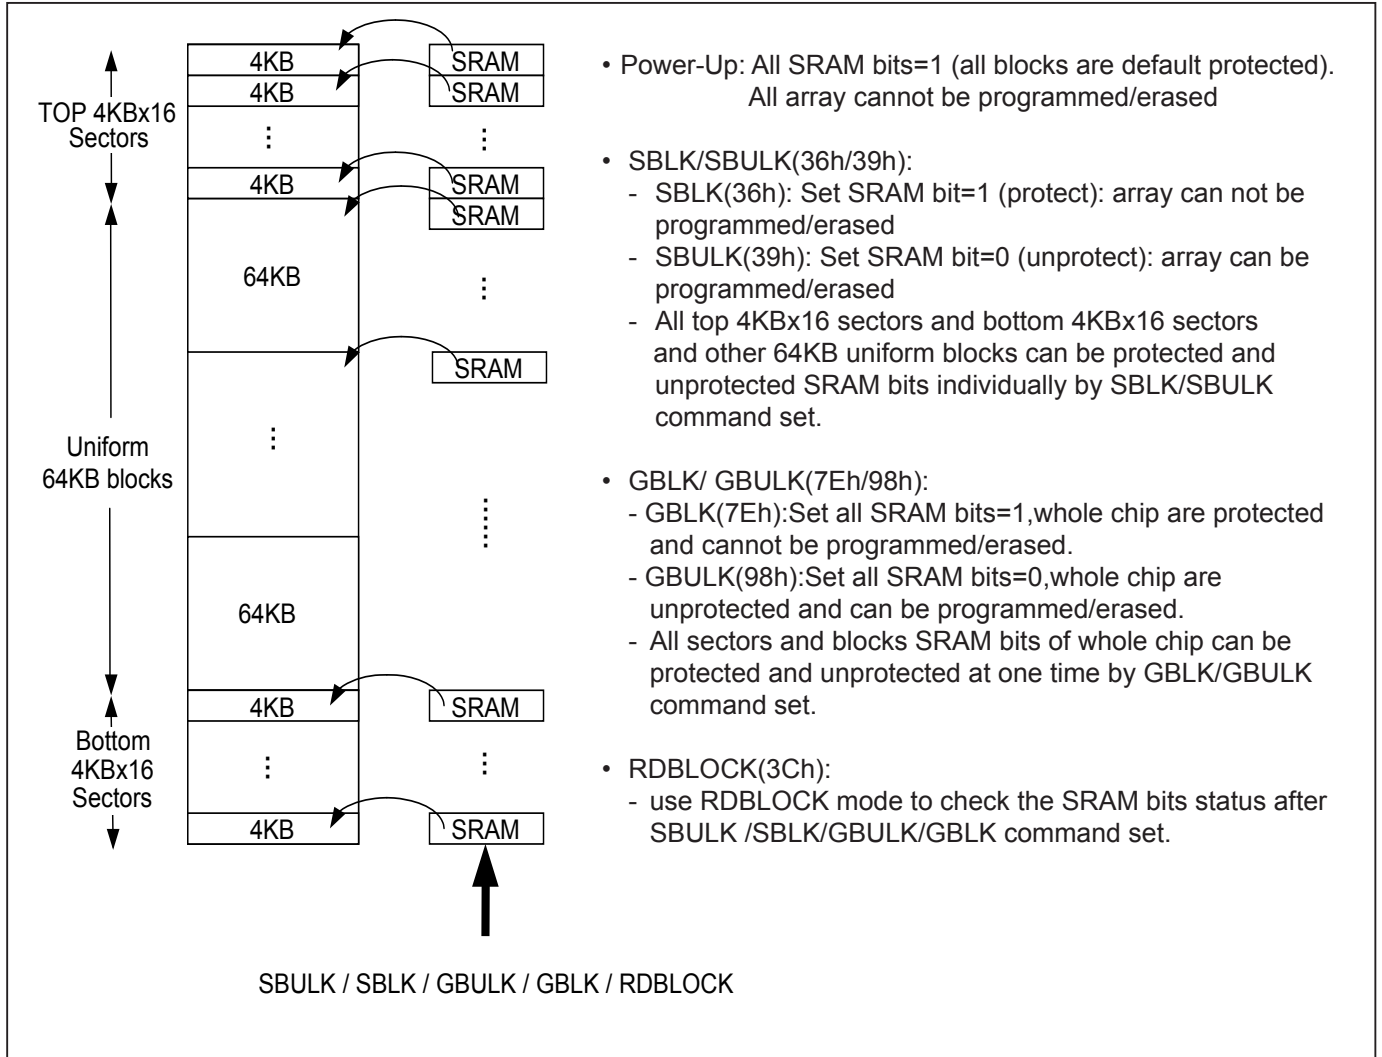 4KB
SRAM
4KB
SRAM
TOP 4KBx16
Sectors
4KB
SRAM
SRAM
64KB
SRAM
Uniform
64KB blocks
64KB
4KB
SRAM
Bottom
4KBx16
Sectors
4KB
SRAM
SBULK / SBLK / GBULK / GBLK / RDBLOCK
• Power-Up: All SRAM bits=1 (all blocks are default protected).
All array cannot be programmed/erased
• SBLK/SBULK(36h/39h):
- SBLK(36h): Set SRAM bit=1 (protect): array can not be
programmed/erased
- SBULK(39h): Set SRAM bit=0 (unprotect): array can be
programmed/erased
- All top 4KBx16 sectors and bottom 4KBx16 sectors
and other 64KB uniform blocks can be protected and
unprotected SRAM bits individually by SBLK/SBULK
command set.
• GBLK/ GBULK(7Eh/98h):
- GBLK(7Eh):Set all SRAM bits=1,whole chip are protected
and cannot be programmed/erased.
- GBULK(98h):Set all SRAM bits=0,whole chip are
unprotected and can be programmed/erased.
- All sectors and blocks SRAM bits of whole chip can be
protected and unprotected at one time by GBLK/GBULK
command set.
• RDBLOCK(3Ch):
- use RDBLOCK mode to check the SRAM bits status after
SBULK /SBLK/GBULK/GBLK command set.